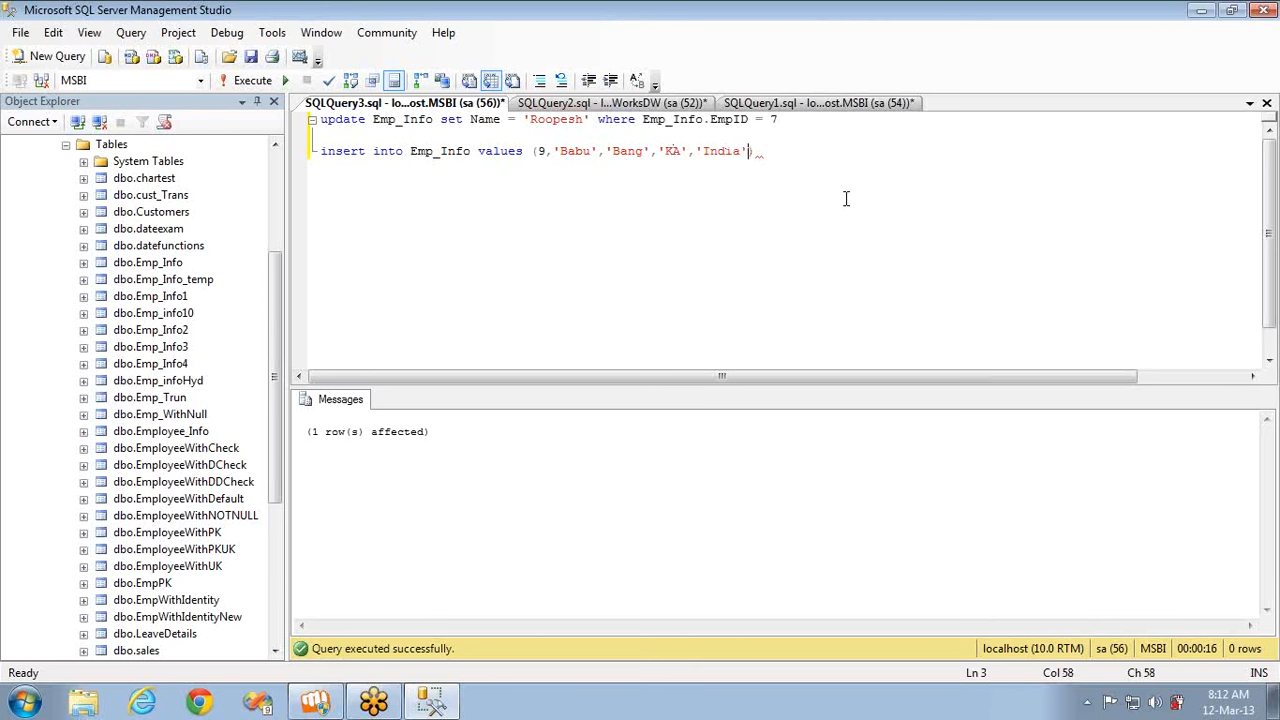 Microsoft SQL Server Management Studio
File Edit View Query Project Debug Tools Window Community Help
New Query
MSBI Execute
Object Explorer
SQLQuery3.sql - lo...ost.MSBI (sa (56))* SQLQuery2.sql - l...WorksDW (sa (52))* SQLQuery1.sql - lo...ost.MSBI (sa (54))*
Connect
Tables
System Tables
dbo.chartest
dbo.cust_Trans
dbo.Customers
dbo.dateexam
dbo.datefunctions
dbo.Emp_Info
dbo.Emp_Info_temp
dbo.Emp_Info1
dbo.Emp_info10
dbo.Emp_Info2
dbo.Emp_Info3
dbo.Emp_Info4
dbo.Emp_infoHyd
dbo.Emp_Trun
dbo.Emp_WithNull
dbo.Employee_Info
dbo.EmployeeWithCheck
dbo.EmployeeWithDCheck
dbo.EmployeeWithDDCheck
dbo.EmployeeWithDefault
dbo.EmployeeWithNOTNULL
dbo.EmployeeWithPK
dbo.EmployeeWithPKUK
dbo.EmployeeWithUK
dbo.EmpPK
dbo.EmpWithIdentity
dbo.EmpWithIdentityNew
dbo.LeaveDetails
dbo.sales
update Emp_Info set Name = 'Roopesh' where Emp_Info.EmpID = 7
insert into Emp_Info values (9,'Babu','Bang','KA','India')
Messages
(1 row(s) affected)
Query executed successfully. localhost (10.0 RTM) sa (56) MSBI 00:00:16 0 rows
Ready Ln 3 Col 58 Ch 58 INS
8:12 AM
12-Mar-13